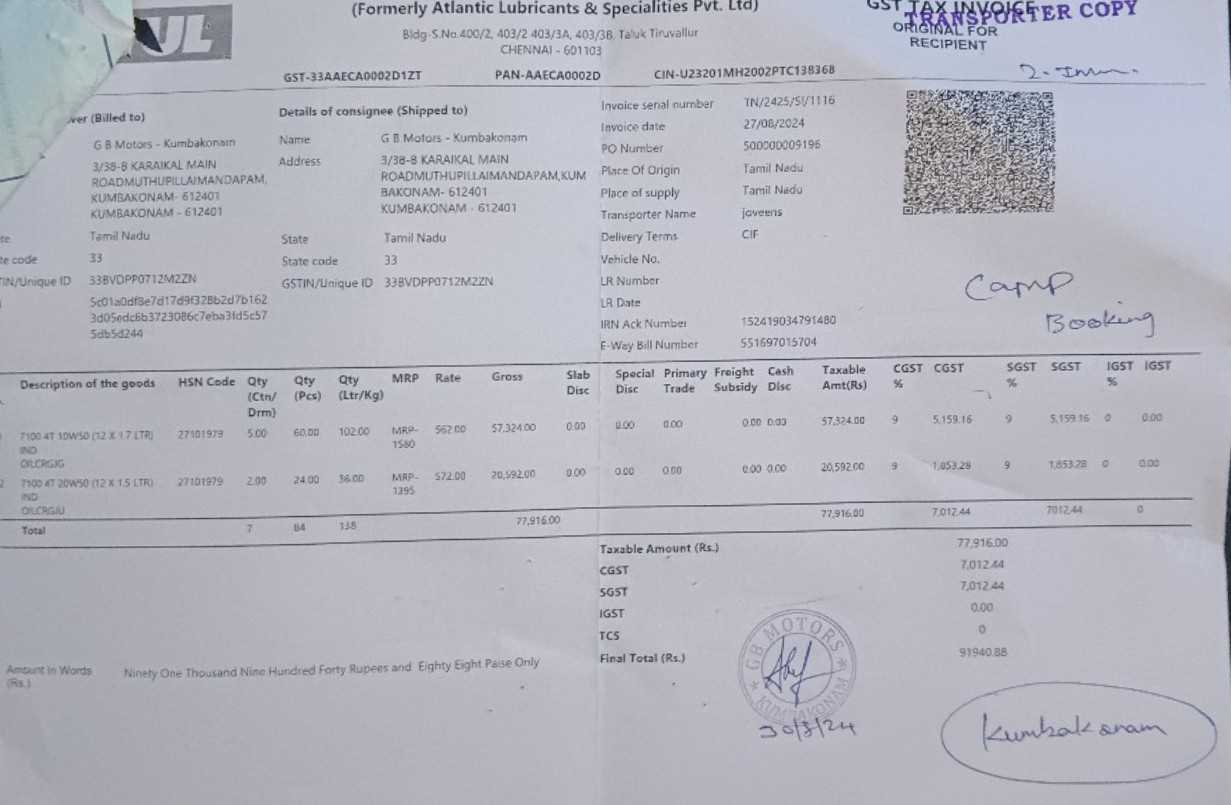 UL
(Formerly Atlantic Lubricants & Specialities Pvt. Ltd)
Bldg-S.No.400/2, 403/2 403/3A, 403/3B, Taluk Tiruvallur
CHENNAI - 601103
GST TAX INVOICE
TRANSPORTER COPY
ORIGINAL FOR
RECIPIENT
GST-33AAECA0002D1ZT PAN-AAECA0002D CIN-U23201MH2002PTC138368
(Billed to)
G B Motors - Kumbakonam
3/38-8 KARAIKAL MAIN
ROADMUTHUPILLAIMANDAPAM,
KUMBAKONAM- 612401
KUMBAKONAM - 612401
Tamil Nadu
code 33
/Unique ID 33BVDPP0712M2ZN
5c01a0df8e7d17d9f328b2d7b162
3d05edc6b3723086c7eba3fd5c57
5db5d244
Details of consignee (Shipped to)
Name G B Motors - Kumbakonam
Address 3/38-8 KARAIKAL MAIN
ROADMUTHUPILLAIMANDAPAM,KUM
BAKONAM- 612401
KUMBAKONAM - 612401
State Tamil Nadu
State code 33
GSTIN/Unique ID 33BVDPP0712M2ZN
Invoice serial number TN/2425/SI/1116
Invoice date 27/08/2024
PO Number 500000009196
Place Of Origin Tamil Nadu
Place of supply Tamil Nadu
Transporter Name joveens
Delivery Terms CIF
Vehicle No.
LR Number
LR Date
IRN Ack Number 152419034791480
E-Way Bill Number 551697015704
Camp
Booking
Description of the goods HSN Code Qty (Ctn/ Drm) Qty (Pcs) Qty (Ltr/Kg) MRP Rate Gross Slab Disc Special Disc Primary Trade Freight Subsidy Cash Disc Taxable Amt(Rs) CGST % CGST SGST % SGST IGST % IGST
7100 4T 10W50 (12 X 1.7 LTR) 27101979 5.00 60.00 102.00 MRP- 562.00 57,324.00 0.00 0.00 0.00 0.00 0.00 57,324.00 9 5,159.16 9 5,159.16 0 0.00
IND 1580
OILCRGJG
2 7100 4T 20W50 (12 X 1.5 LTR) 27101979 2.00 24.00 36.00 MRP- 572.00 20,592.00 0.00 0.00 0.00 0.00 0.00 20,592.00 9 1,853.28 9 1,853.28 0 0.00
IND 1395
OILCRGJU
Total 7 84 138 77,916.00 77,916.00 7,012.44 7012.44 0
Taxable Amount (Rs.) 77,916.00
CGST 7,012.44
SGST 7,012.44
IGST 0.00
TCS 0
Final Total (Rs.) 91940.88
Amount In Words Ninety One Thousand Nine Hundred Forty Rupees and Eighty Eight Paise Only
(Rs.)
GB MOTORS
KUMBAKONAM
30/8/24
Kumbakonam